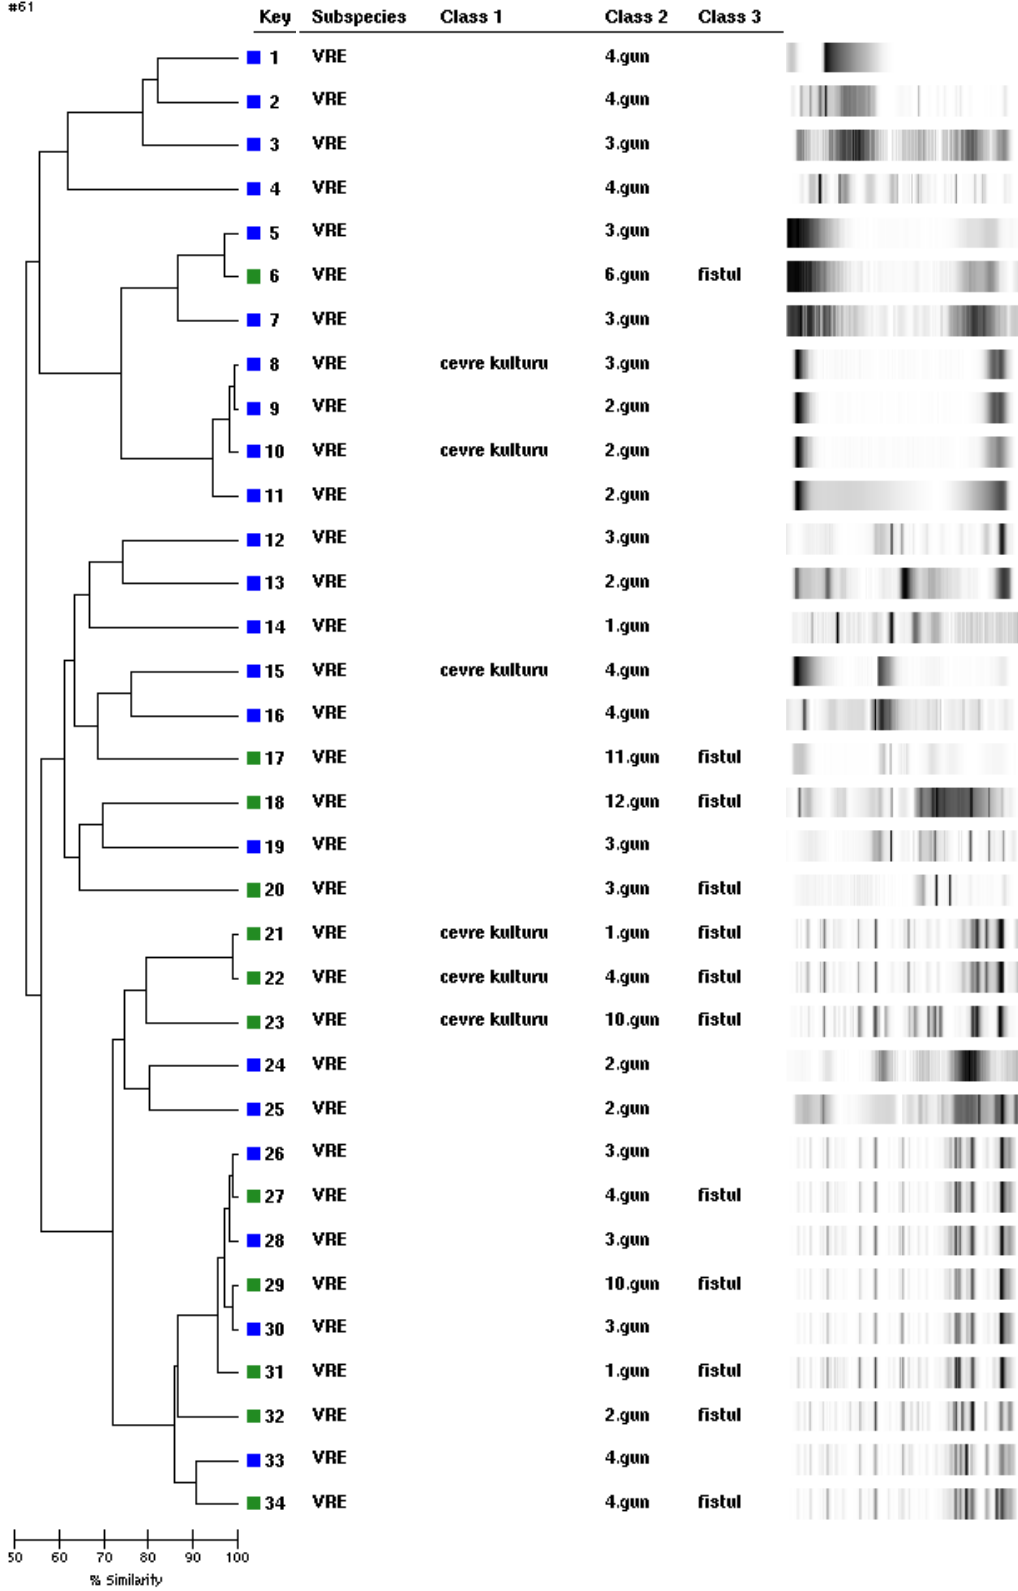 #61
Key Subspecies Class 1 Class 2 Class 3
1 VRE 4.gun
2 VRE 4.gun
3 VRE 3.gun
4 VRE 4.gun
5 VRE 3.gun
6 VRE 6.gun fistul
7 VRE 3.gun
8 VRE cevre kulturu 3.gun
9 VRE 2.gun
10 VRE cevre kulturu 2.gun
11 VRE 2.gun
12 VRE 3.gun
13 VRE 2.gun
14 VRE 1.gun
15 VRE cevre kulturu 4.gun
16 VRE 4.gun
17 VRE 11.gun fistul
18 VRE 12.gun fistul
19 VRE 3.gun
20 VRE 3.gun fistul
21 VRE cevre kulturu 1.gun fistul
22 VRE cevre kulturu 4.gun fistul
23 VRE cevre kulturu 10.gun fistul
24 VRE 2.gun
25 VRE 2.gun
26 VRE 3.gun
27 VRE 4.gun fistul
28 VRE 3.gun
29 VRE 10.gun fistul
30 VRE 3.gun
31 VRE 1.gun fistul
32 VRE 2.gun fistul
33 VRE 4.gun
34 VRE 4.gun fistul
50 60 70 80 90 100
% Similarity